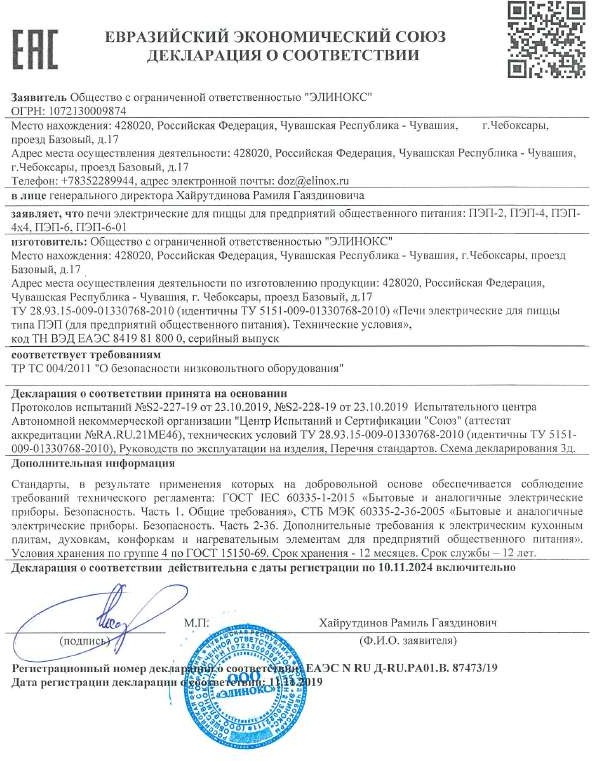 EAC
ЕВРАЗИЙСКИЙ ЭКОНОМИЧЕСКИЙ СОЮЗ
ДЕКЛАРАЦИЯ О СООТВЕТСТВИИ
Заявитель Общество с ограниченной ответственностью "ЭЛИНОКС"
ОГРН: 1072130009874
Место нахождения: 428020, Российская Федерация, Чувашская Республика - Чувашия, г.Чебоксары,
проезд Базовый, д.17
Адрес места осуществления деятельности: 428020, Российская Федерация, Чувашская Республика - Чувашия,
г.Чебоксары, проезд Базовый, д.17
Телефон: +78352289944, адрес электронной почты: doz@elinox.ru
в лице генерального директора Хайрутдинова Рамиля Гаяздиновича
заявляет, что печи электрические для пиццы для предприятий общественного питания: ПЭП-2, ПЭП-4, ПЭП-
4х4, ПЭП-6, ПЭП-6-01
изготовитель: Общество с ограниченной ответственностью "ЭЛИНОКС"
Место нахождения: 428020, Российская Федерация, Чувашская Республика - Чувашия, г.Чебоксары, проезд
Базовый, д.17
Адрес места осуществления деятельности по изготовлению продукции: 428020, Российская Федерация,
Чувашская Республика - Чувашия, г. Чебоксары, проезд Базовый, д.17
ТУ 28.93.15-009-01330768-2010 (идентичны ТУ 5151-009-01330768-2010) «Печи электрические для пиццы
типа ПЭП (для предприятий общественного питания). Технические условия»,
код ТН ВЭД ЕАЭС 8419 81 800 0, серийный выпуск
соответствует требованиям
ТР ТС 004/2011 "О безопасности низковольтного оборудования"
Декларация о соответствии принята на основании
Протоколов испытаний №S2-227-19 от 23.10.2019, №S2-228-19 от 23.10.2019 Испытательного центра
Автономной некоммерческой организации "Центр Испытаний и Сертификации "Союз" (аттестат
аккредитации №RA.RU.21ME46), технических условий ТУ 28.93.15-009-01330768-2010 (идентичны ТУ 5151-
009-01330768-2010), Руководств по эксплуатации на изделия, Перечня стандартов. Схема декларирования 3д.
Дополнительная информация
Стандарты, в результате применения которых на добровольной основе обеспечивается соблюдение
требований технического регламента: ГОСТ IEC 60335-1-2015 «Бытовые и аналогичные электрические
приборы. Безопасность. Часть 1. Общие требования», СТБ МЭК 60335-2-36-2005 «Бытовые и аналогичные
электрические приборы. Безопасность. Часть 2-36. Дополнительные требования к электрическим кухонным
плитам, духовкам, конфоркам и нагревательным элементам для предприятий общественного питания».
Условия хранения по группе 4 по ГОСТ 15150-69. Срок хранения - 12 месяцев. Срок службы – 12 лет.
Декларация о соответствии действительна с даты регистрации по 10.11.2024 включительно
М.П.
Хайрутдинов Рамиль Гаяздинович
(подпись)
(Ф.И.О. заявителя)
Регистрационный номер декларации о соответствии: ЕАЭС N RU Д-RU.РА01.В. 87473/19
Дата регистрации декларации о соответствии: 11.11.2019
ООО
«ЭЛИНОКС»